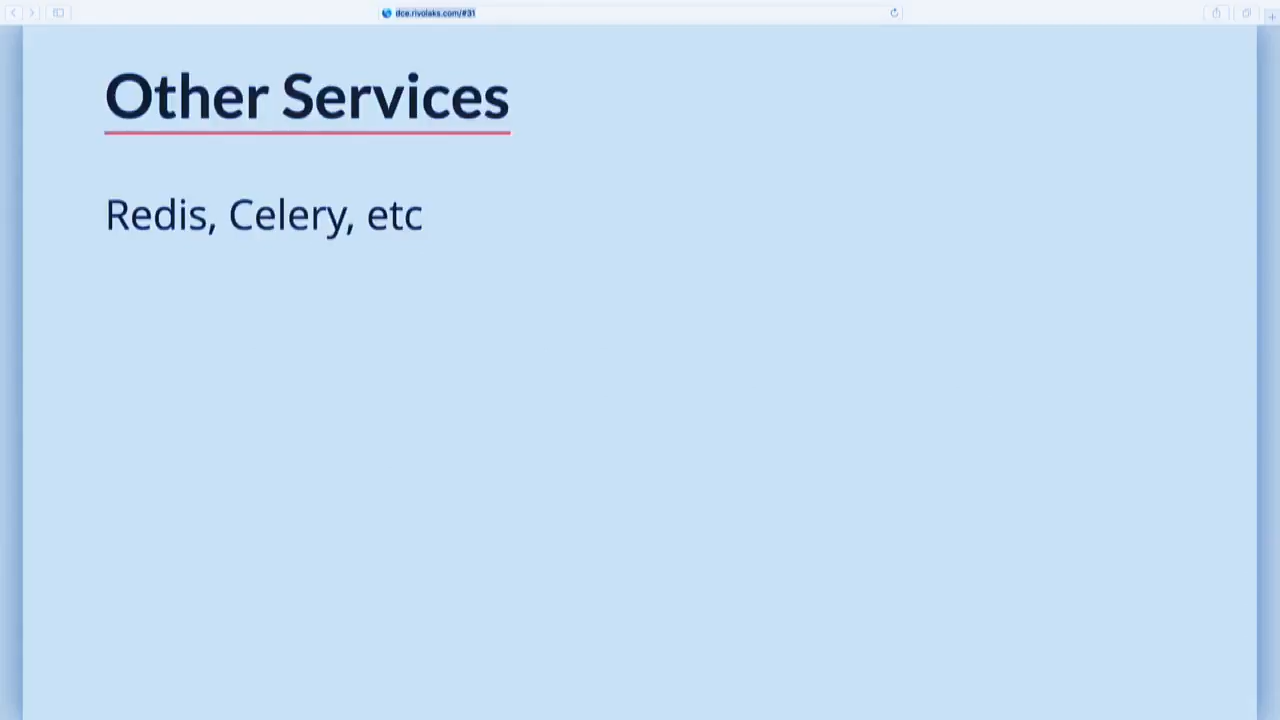 dce.rivolaks.com/#31
Other Services
Redis, Celery, etc